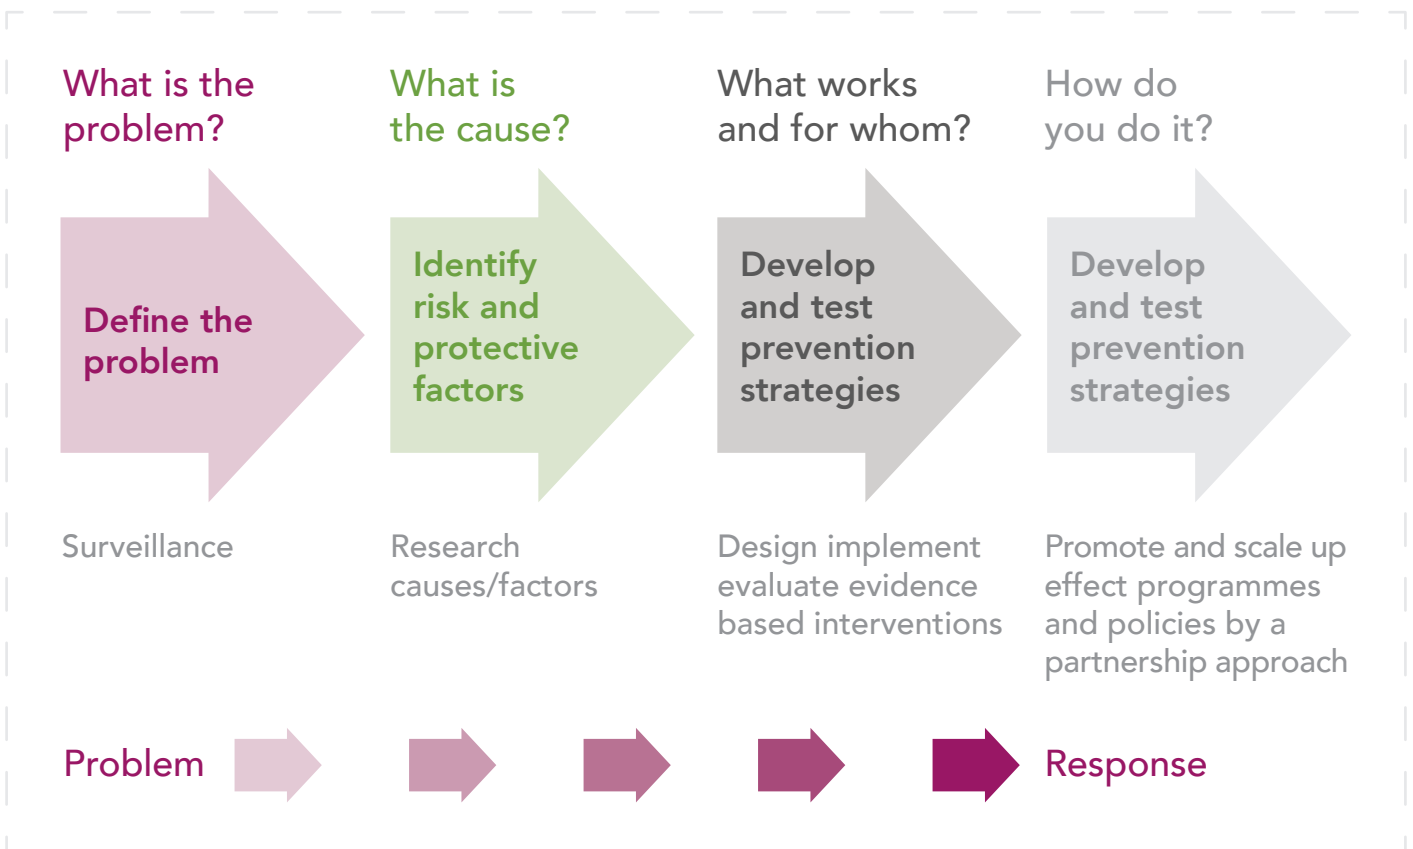 What is the
problem?
What is
the cause?
What works
and for whom?
How do
you do it?
Define the
problem
Identify
risk and
protective
factors
Develop
and test
prevention
strategies
Develop
and test
prevention
strategies
Surveillance
Research
causes/factors
Design implement
evaluate evidence
based interventions
Promote and scale up
effect programmes
and policies by a
partnership approach
Problem
Response